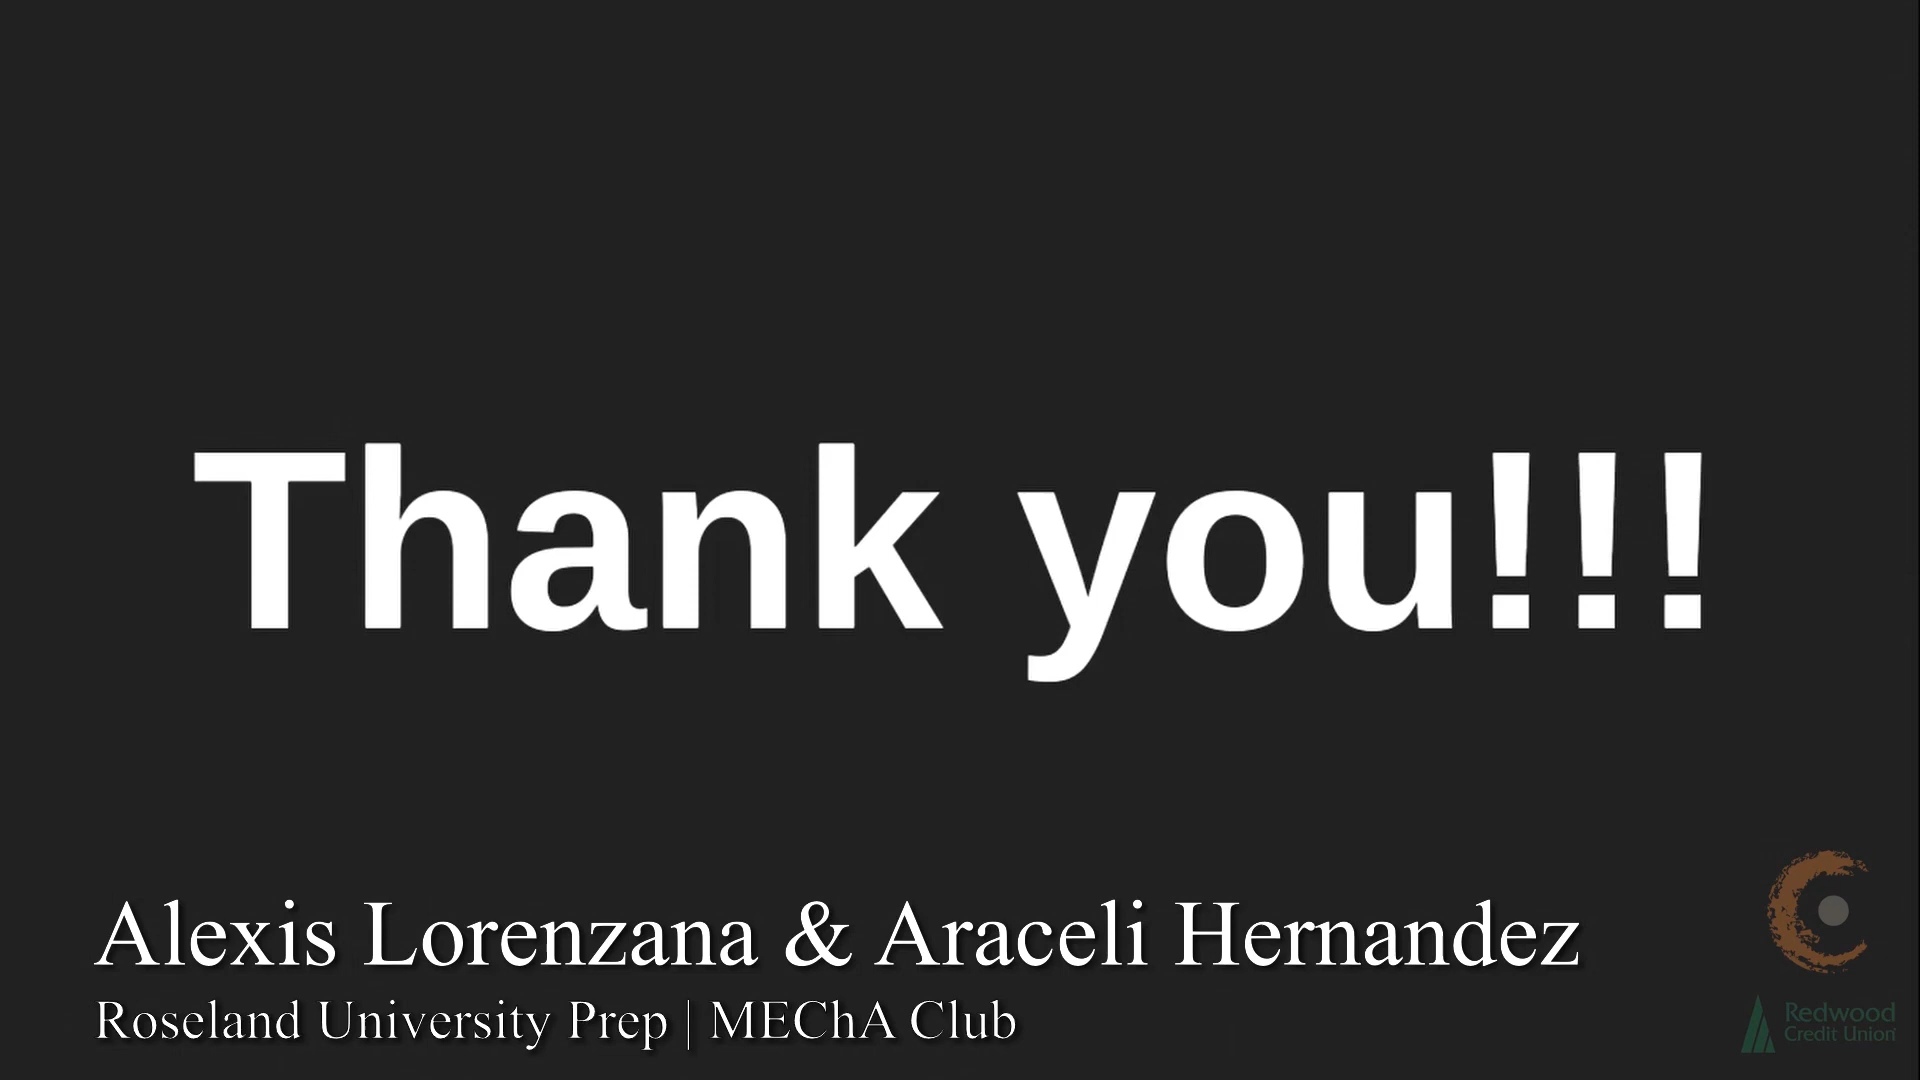 Thank you!!!
Alexis Lorenzana & Araceli Hernandez
Roseland University Prep | MEChA Club
Redwood
Credit Union